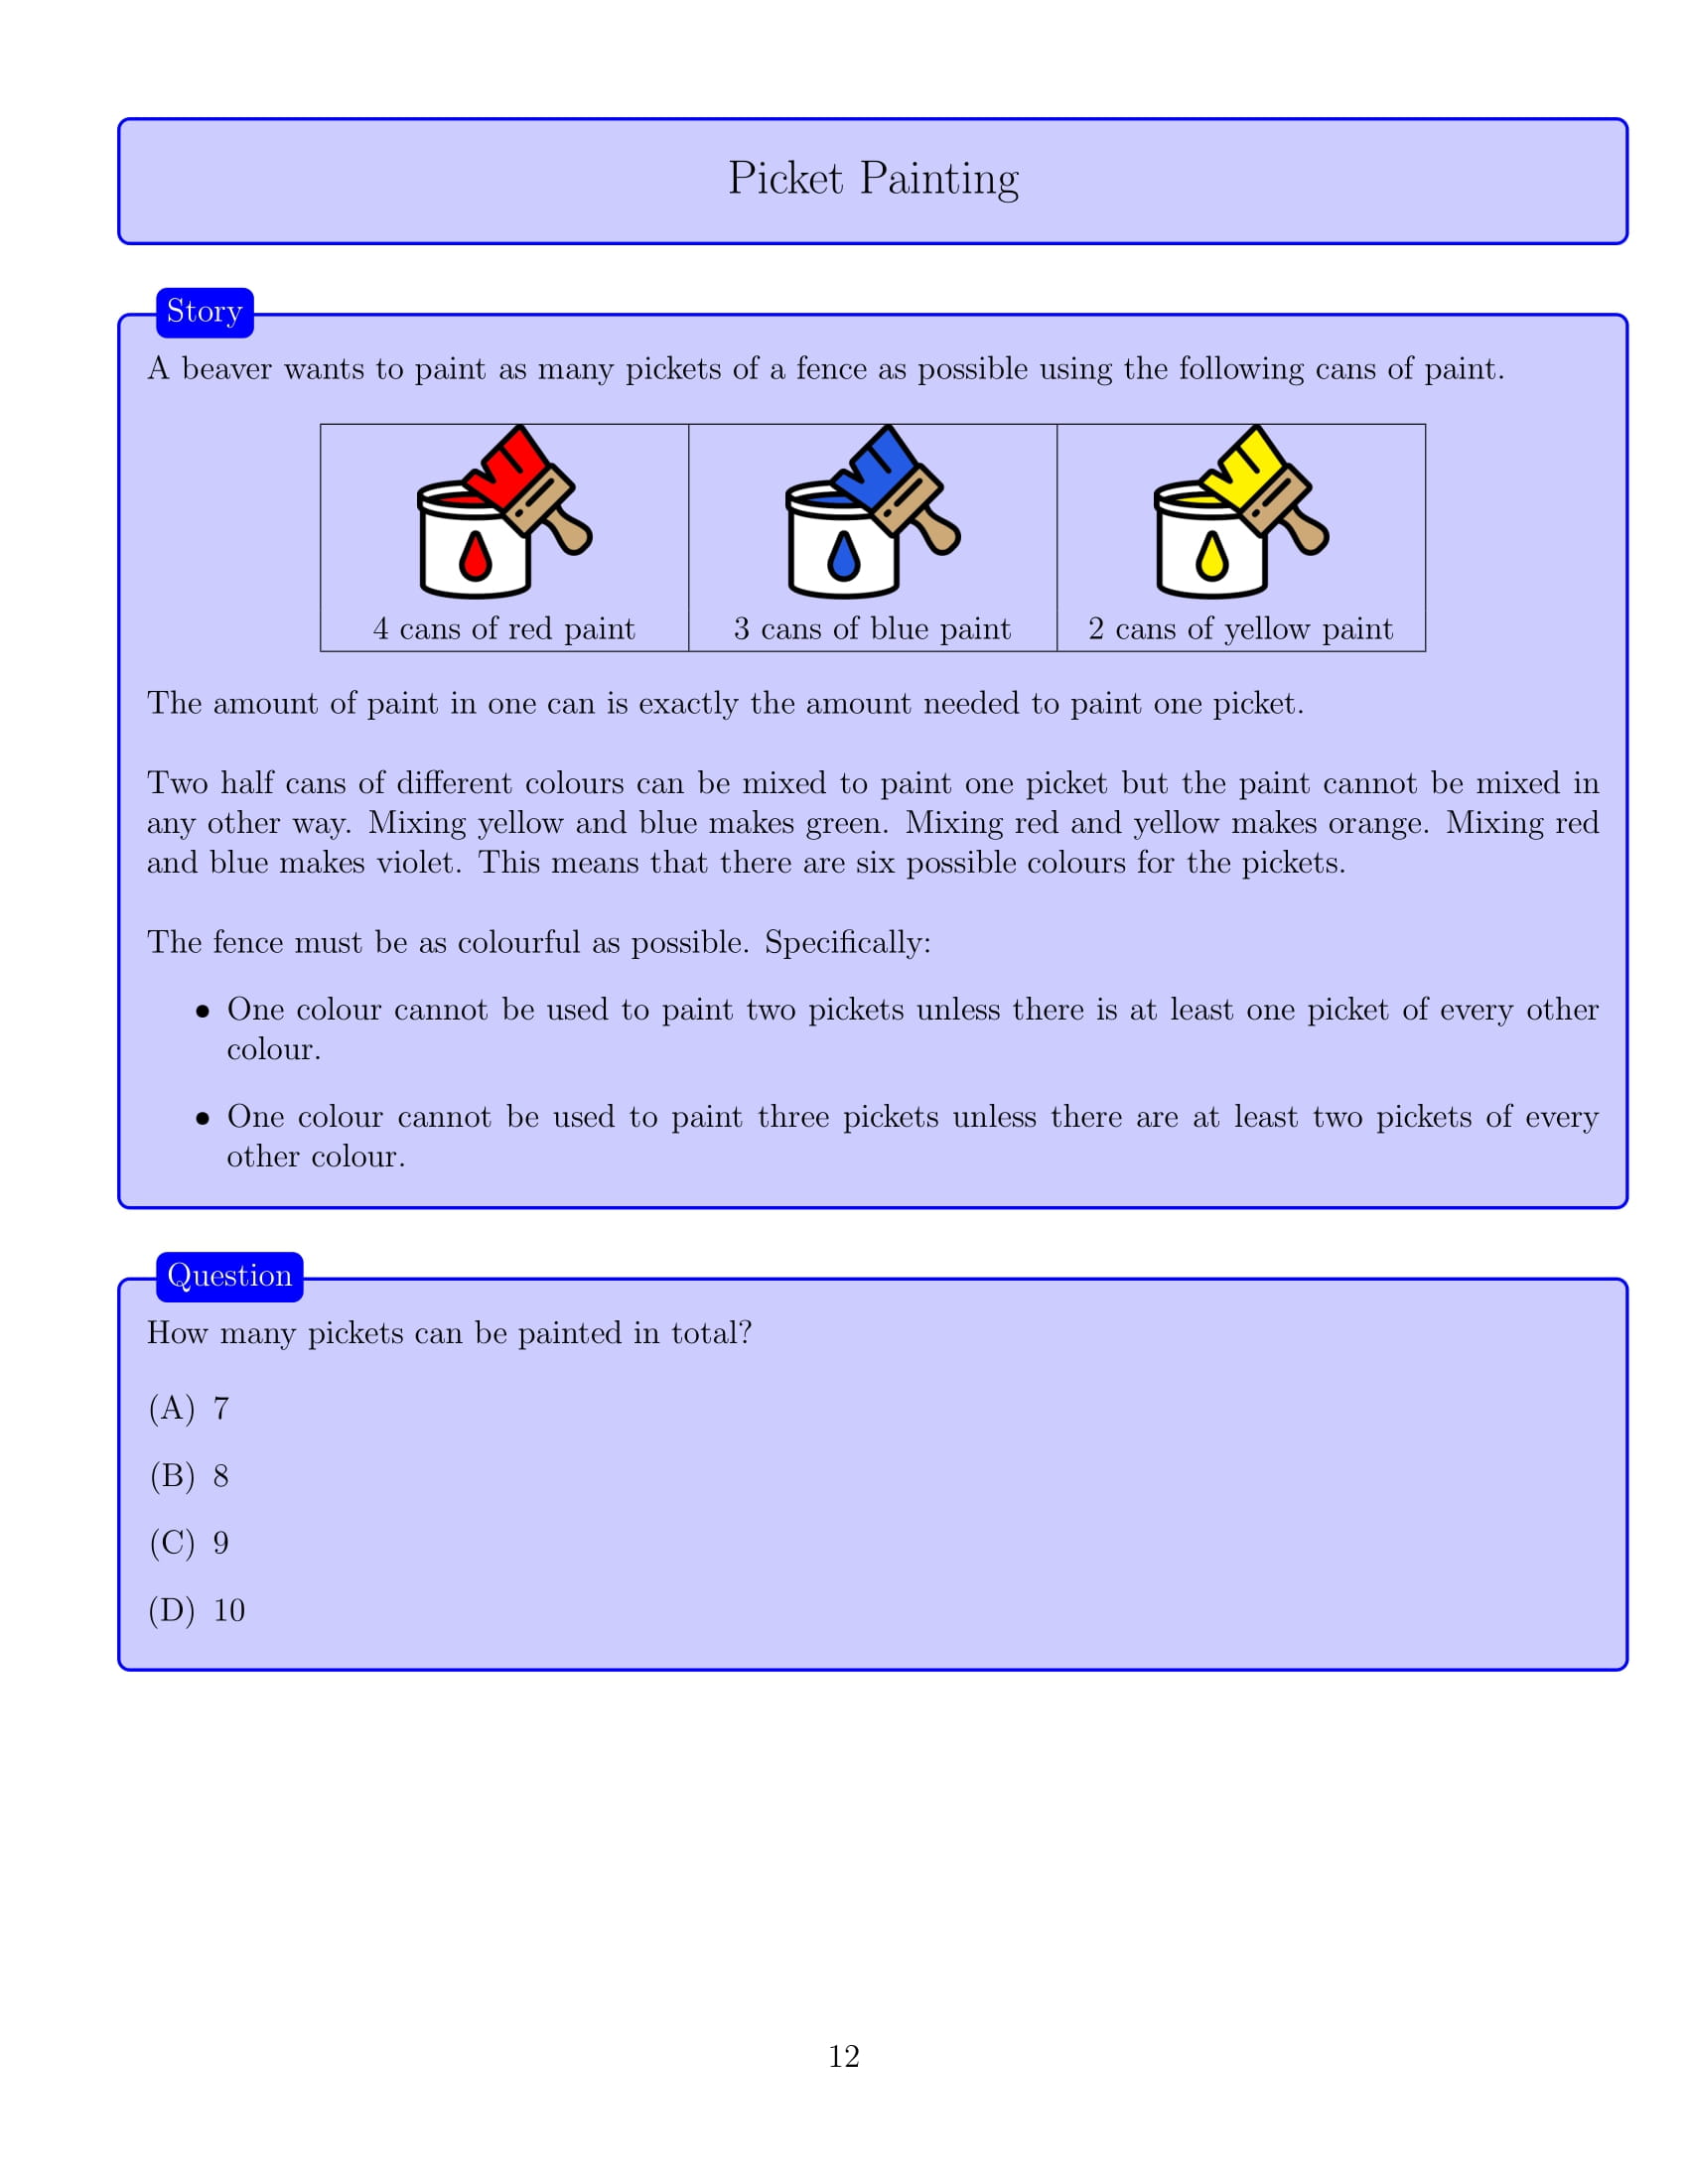 Picket Painting
Story
A beaver wants to paint as many pickets of a fence as possible using the following cans of paint.
4 cans of red paint
3 cans of blue paint
2 cans of yellow paint
The amount of paint in one can is exactly the amount needed to paint one picket.
Two half cans of different colours can be mixed to paint one picket but the paint cannot be mixed in
any other way. Mixing yellow and blue makes green. Mixing red and yellow makes orange. Mixing red
and blue makes violet. This means that there are six possible colours for the pickets.
The fence must be as colourful as possible. Specifically:
• One colour cannot be used to paint two pickets unless there is at least one picket of every other
colour.
• One colour cannot be used to paint three pickets unless there are at least two pickets of every
other colour.
Question
How many pickets can be painted in total?
(A) 7
(B) 8
(C) 9
(D) 10
12